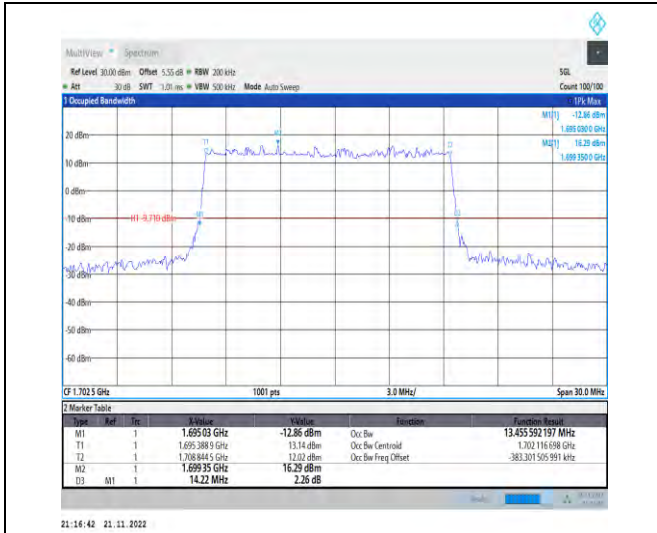 MultiView Spectrum
Ref Level 30.00 dBm Offset 5.55 dB RBW 200 kHz SGL
Att 30 dB SWT 1.01 ms VBW 500 kHz Mode Auto Sweep Count 100/100
1 Occupied Bandwidth 1Pk Max
M1[1] -12.86 dBm
1.695 030 0 GHz
M2[1] 16.29 dBm
1.699 350 0 GHz
20 dBm
T1
M2
T2
10 dBm
0 dBm
-10 dBm
H1 -9.710 dBm
M1
D3
-20 dBm
-30 dBm
-40 dBm
-50 dBm
-60 dBm
CF 1.702 5 GHz 1001 pts 3.0 MHz/ Span 30.0 MHz
2 Marker Table
Type Ref Trc X-Value Y-Value Function Function Result
M1 1 1.695 03 GHz -12.86 dBm Occ Bw 13.455 592 197 MHz
T1 1 1.695 388 9 GHz 13.14 dBm Occ Bw Centroid 1.702 116 698 GHz
T2 1 1.708 844 5 GHz 12.02 dBm Occ Bw Freq Offset -383.301 505 991 kHz
M2 1 1.699 35 GHz 16.29 dBm
D3 M1 1 14.22 MHz 2.26 dB
21:16:42 21.11.2022